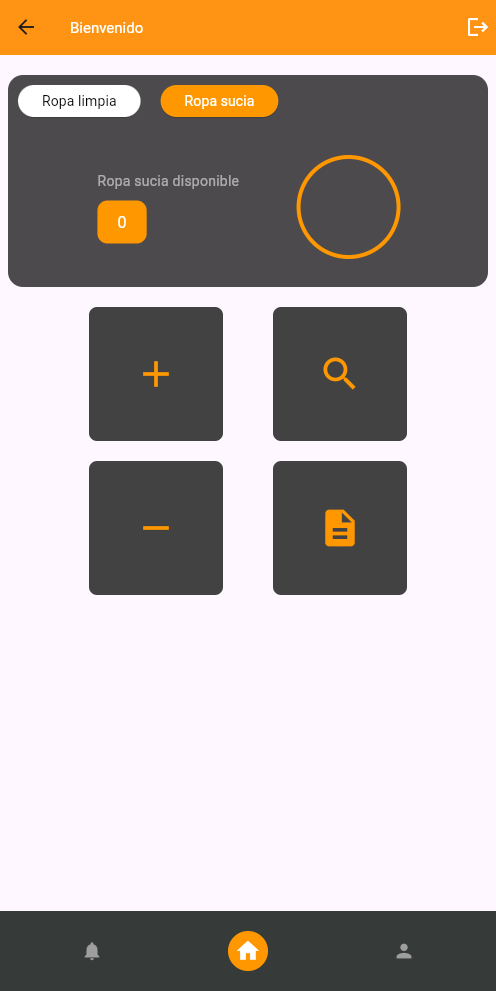 Bienvenido
Ropa limpia
Ropa sucia
Ropa sucia disponible
0